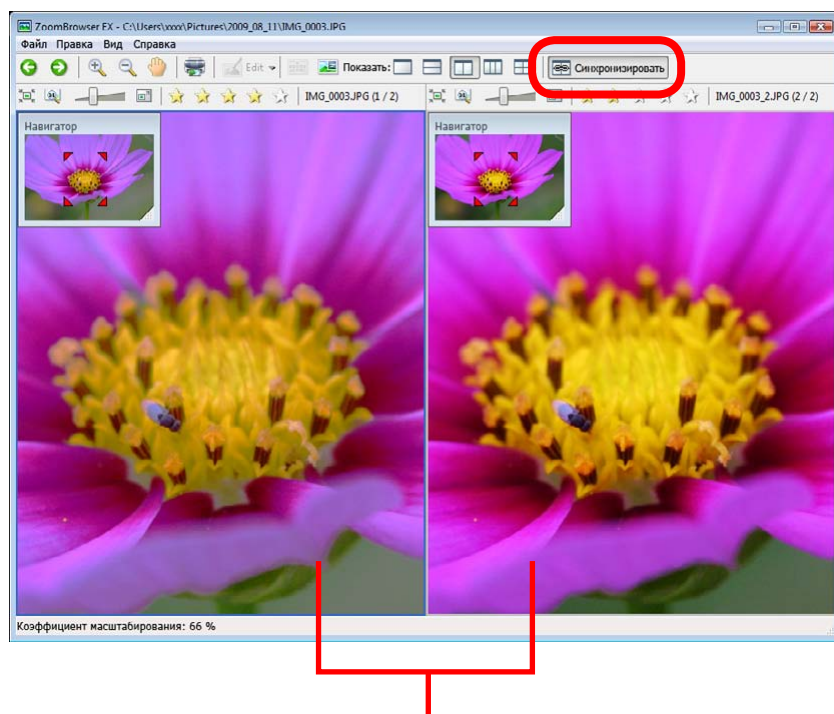 ZoomBrowser EX - C:\Users\xxxx\Pictures\2009_08_11\IMG_0003.JPG
Файл Правка Вид Справка
Edit Показать: Синхронизировать
IMG_0003.JPG (1 / 2) IMG_0003_2.JPG (2 / 2)
Навигатор Навигатор
Коэффициент масштабирования: 66 %